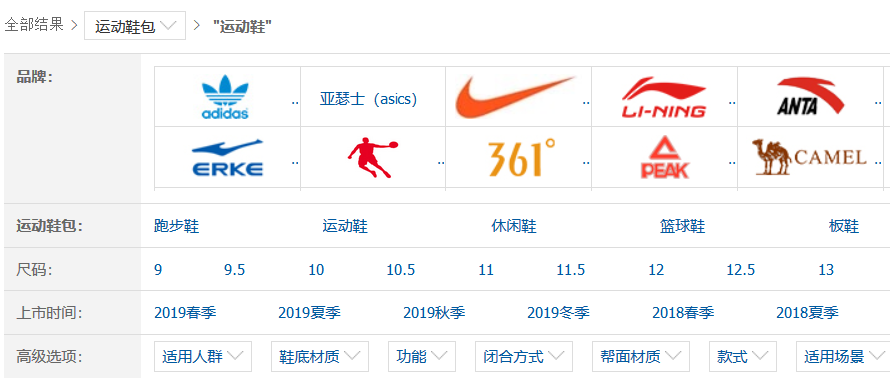 全部结果 > 运动鞋包 > "运动鞋"
品牌: adidas .. 亚瑟士（asics） .. LI-NING .. ANTA ..
ERKE .. .. 361° .. PEAK .. CAMEL ..
运动鞋包: 跑步鞋 运动鞋 休闲鞋 篮球鞋 板鞋
尺码: 9 9.5 10 10.5 11 11.5 12 12.5 13
上市时间: 2019春季 2019夏季 2019秋季 2019冬季 2018春季 2018夏季
高级选项: 适用人群 鞋底材质 功能 闭合方式 帮面材质 款式 适用场景